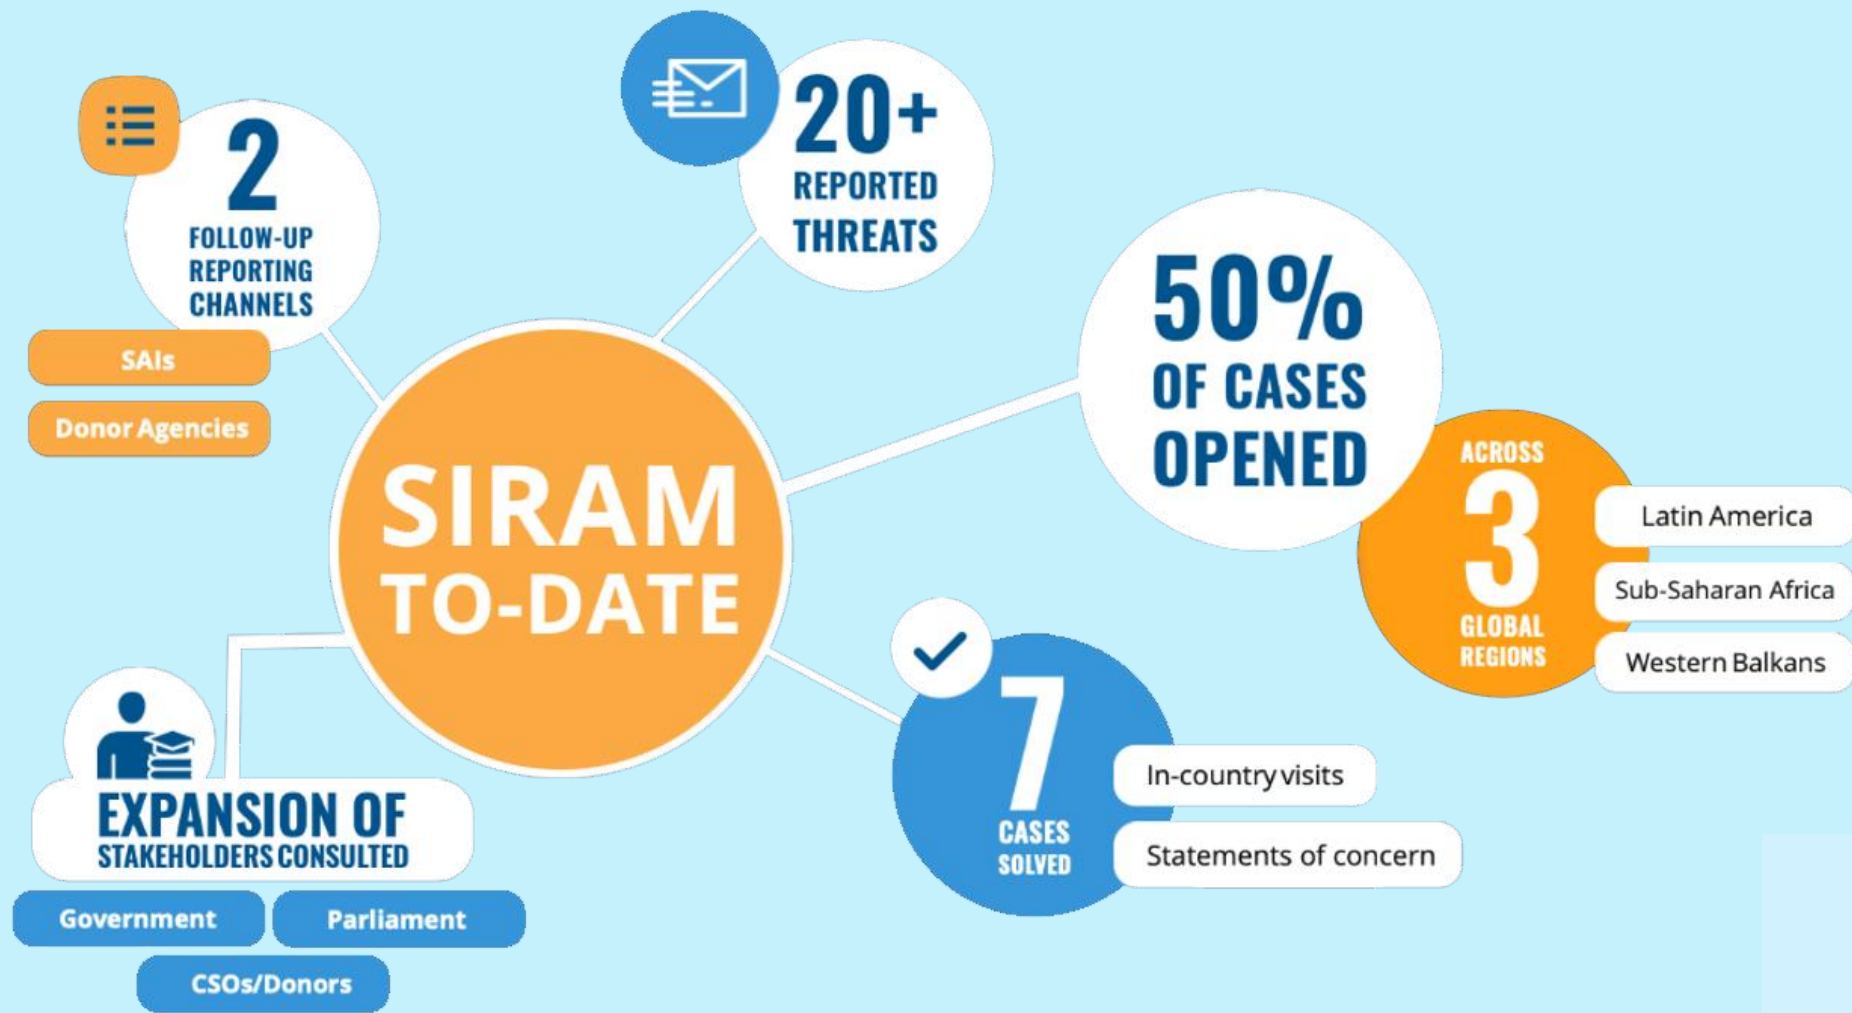 2
FOLLOW-UP
REPORTING
CHANNELS
SAIs
Donor Agencies
20+
REPORTED
THREATS
50%
OF CASES
OPENED
ACROSS
3
GLOBAL
REGIONS
Latin America
Sub-Saharan Africa
Western Balkans
SIRAM
TO-DATE
7
CASES
SOLVED
In-country visits
Statements of concern
EXPANSION OF
STAKEHOLDERS CONSULTED
Government
Parliament
CSOs/Donors